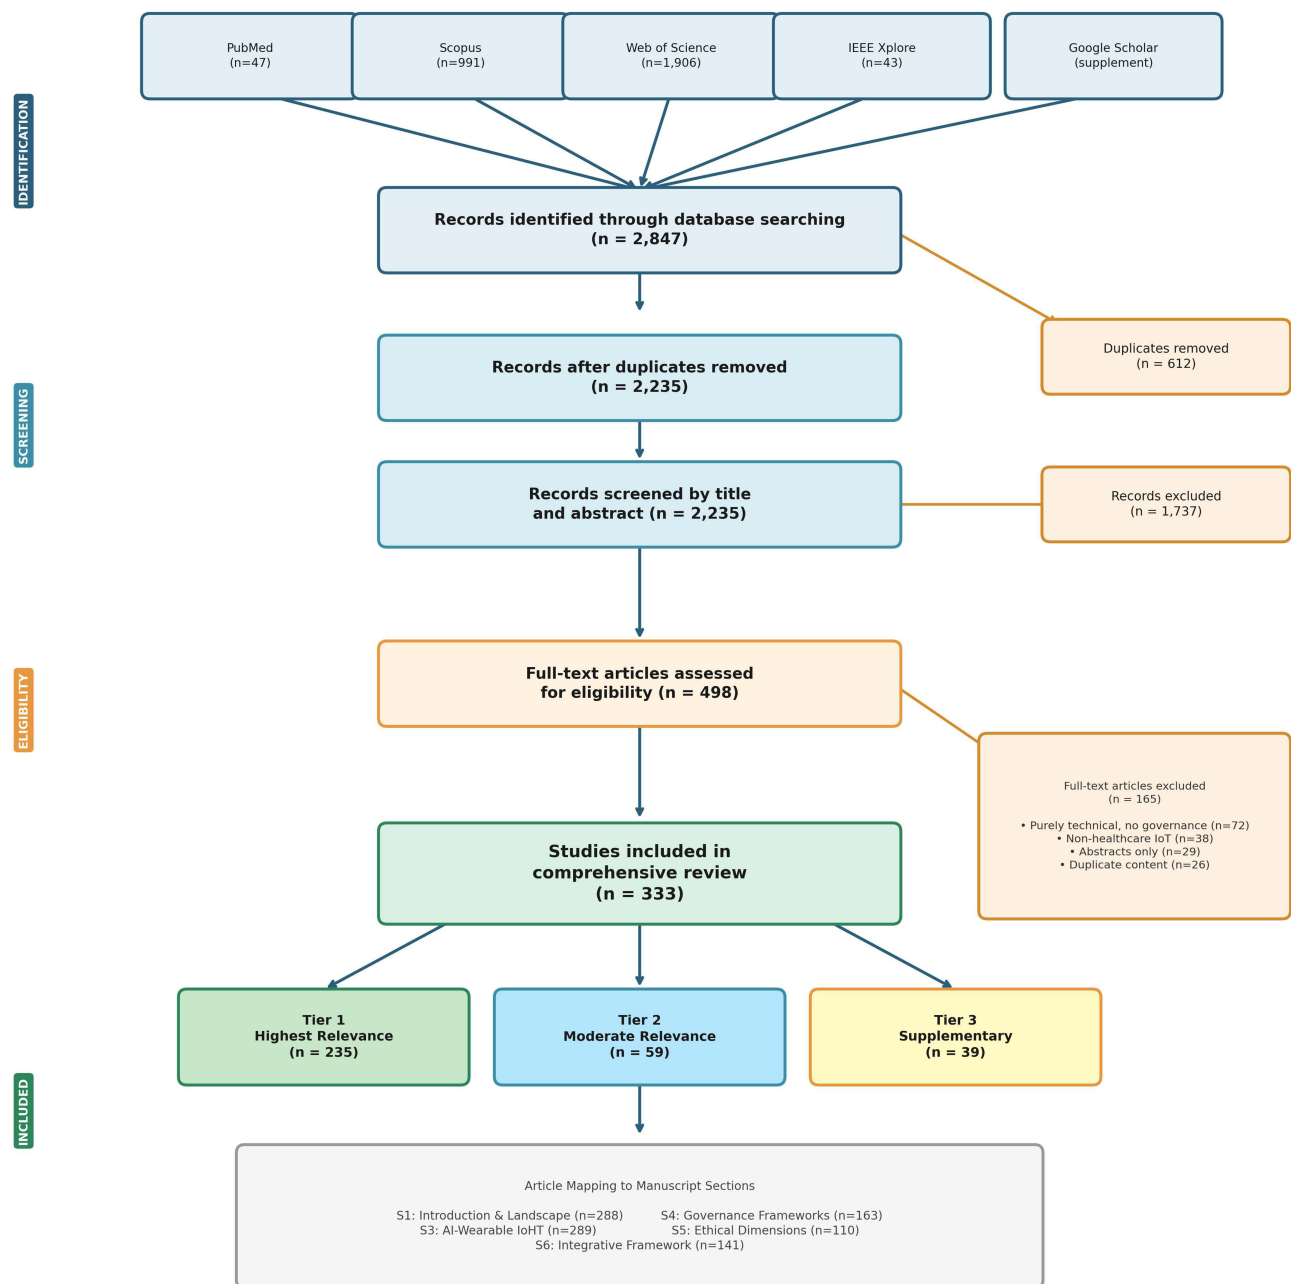 PubMed
(n=47)
Scopus
(n=991)
Web of Science
(n=1,906)
IEEE Xplore
(n=43)
Google Scholar
(supplement)
IDENTIFICATION
Records identified through database searching
(n = 2,847)
Duplicates removed
(n = 612)
SCREENING
Records after duplicates removed
(n = 2,235)
Records screened by title
and abstract (n = 2,235)
Records excluded
(n = 1,737)
ELIGIBILITY
Full-text articles assessed
for eligibility (n = 498)
Full-text articles excluded
(n = 165)
• Purely technical, no governance (n=72)
• Non-healthcare IoT (n=38)
• Abstracts only (n=29)
• Duplicate content (n=26)
Studies included in
comprehensive review
(n = 333)
INCLUDED
Tier 1
Highest Relevance
(n = 235)
Tier 2
Moderate Relevance
(n = 59)
Tier 3
Supplementary
(n = 39)
Article Mapping to Manuscript Sections
S1: Introduction & Landscape (n=288) S4: Governance Frameworks (n=163)
S3: AI-Wearable IoHT (n=289) S5: Ethical Dimensions (n=110)
S6: Integrative Framework (n=141)